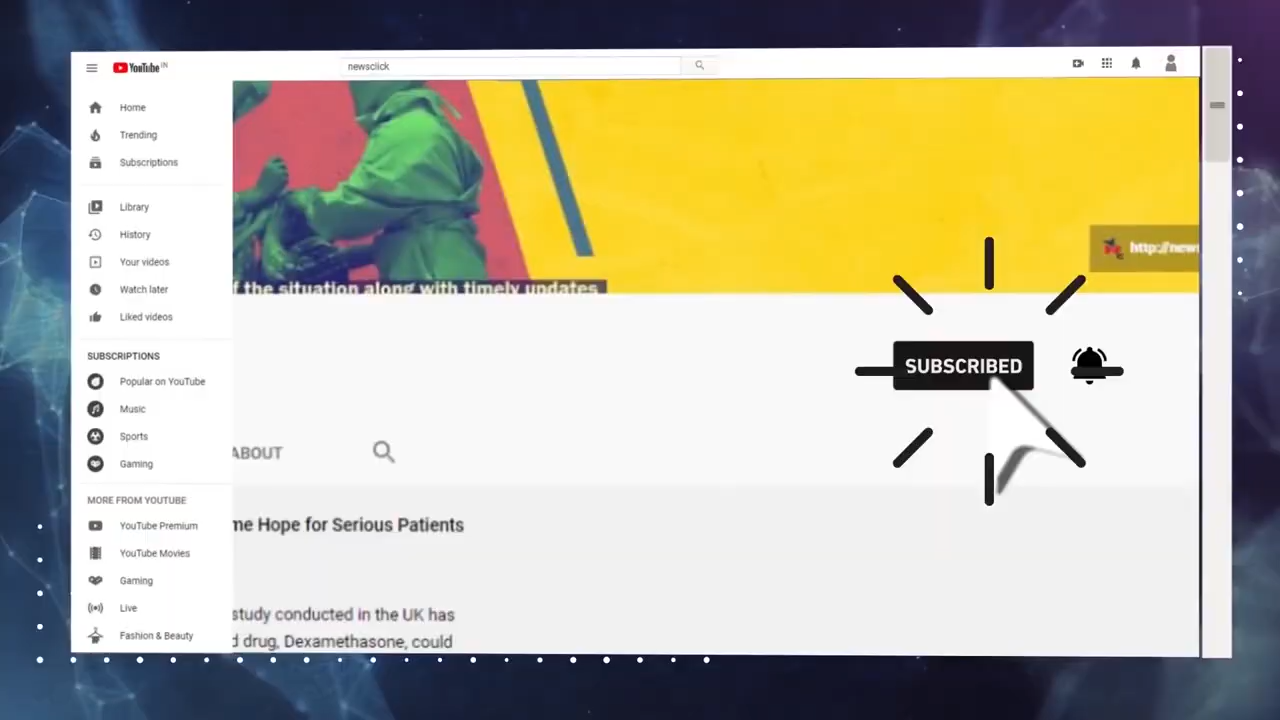 YouTube IN
newsclick
Home
Trending
Subscriptions
Library
History
Your videos
Watch later
Liked videos
SUBSCRIPTIONS
Popular on YouTube
Music
Sports
Gaming
MORE FROM YOUTUBE
YouTube Premium
YouTube Movies
Gaming
Live
Fashion & Beauty
http://news
f the situation along with timely updates
SUBSCRIBED
ABOUT
me Hope for Serious Patients
study conducted in the UK has
d drug, Dexamethasone, could